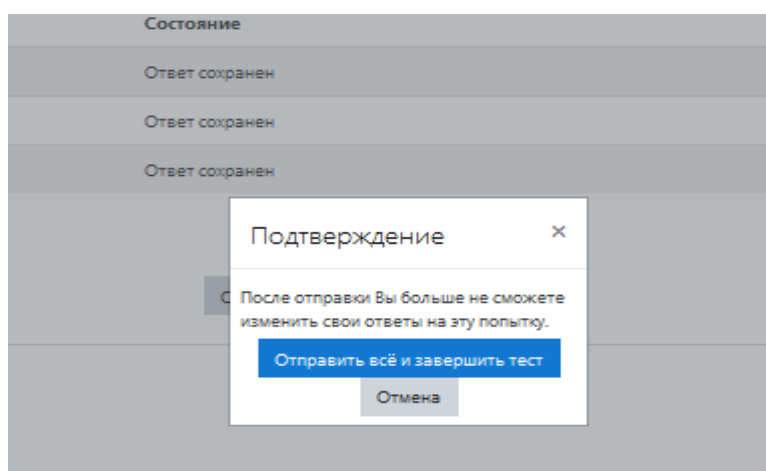 Состояние
Ответ сохранен
Ответ сохранен
Ответ сохранен
Подтверждение
×
После отправки Вы больше не сможете
изменить свои ответы на эту попытку.
Отправить всё и завершить тест
Отмена